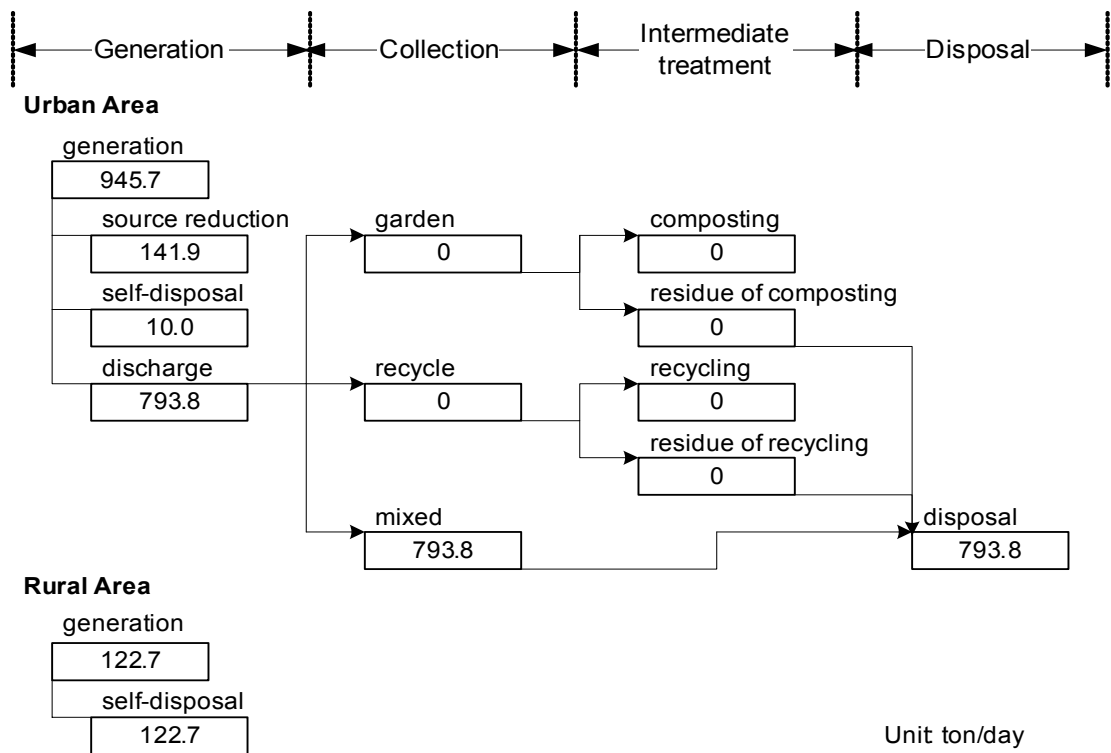 Generation
Collection
Intermediate
treatment
Disposal
Urban Area
generation
945.7
source reduction
141.9
self-disposal
10.0
discharge
793.8
garden
0
recycle
0
mixed
793.8
composting
0
residue of composting
0
recycling
0
residue of recycling
0
disposal
793.8
Rural Area
generation
122.7
self-disposal
122.7
Unit ton/day